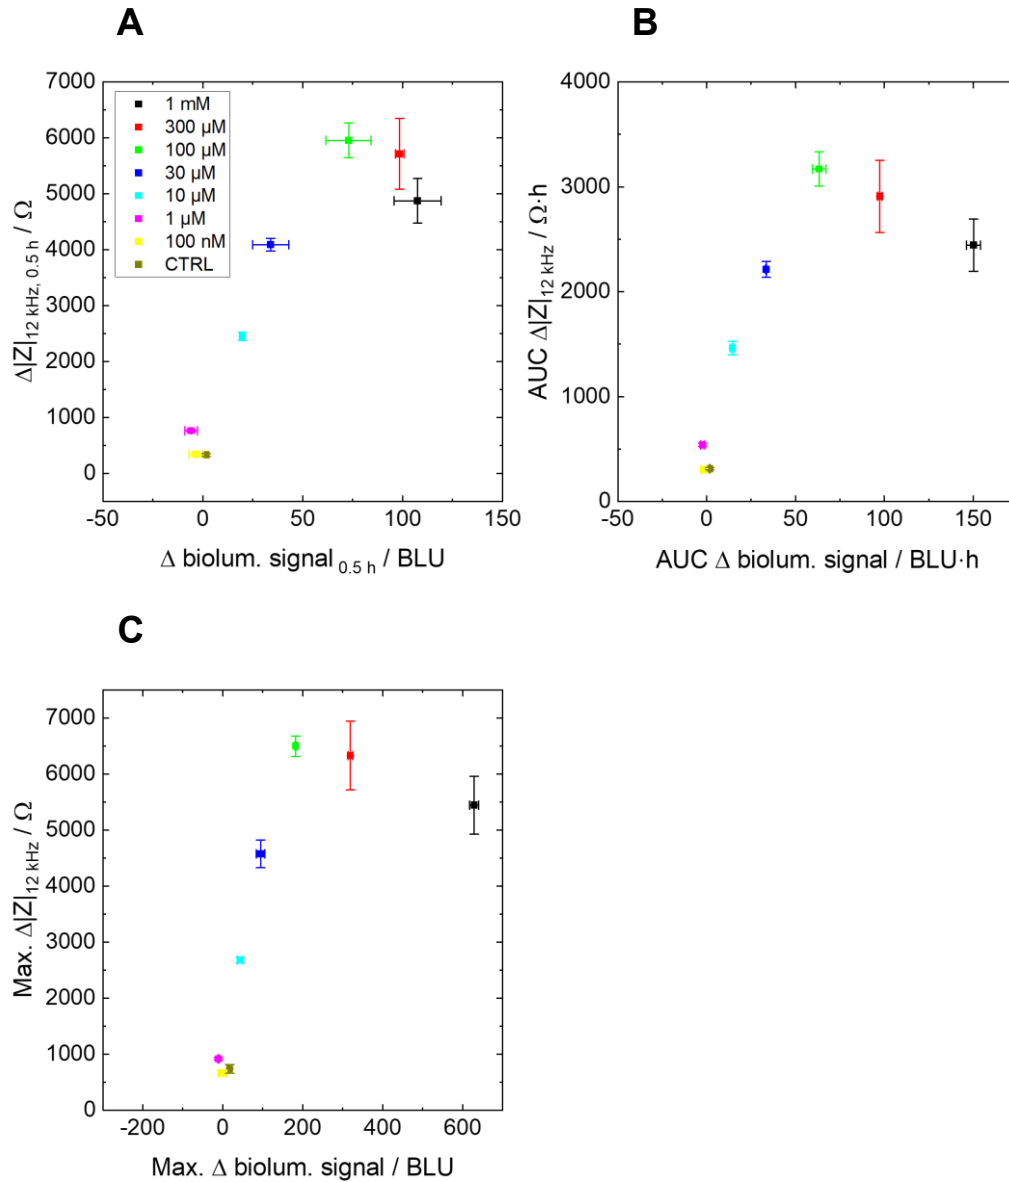 A
7000
6000
5000
4000
3000
2000
1000
0
-50
0
50
100
150
Δ|Z|12 kHz, 0.5 h / Ω
Δ biolum. signal 0.5 h / BLU
1 mM
300 µM
100 µM
30 µM
10 µM
1 µM
100 nM
CTRL
B
4000
3000
2000
1000
0
-50
0
50
100
150
AUC Δ|Z|12 kHz / Ω·h
AUC Δ biolum. signal / BLU·h
C
7000
6000
5000
4000
3000
2000
1000
0
-200
0
200
400
600
Max. Δ|Z|12 kHz / Ω
Max. Δ biolum. signal / BLU